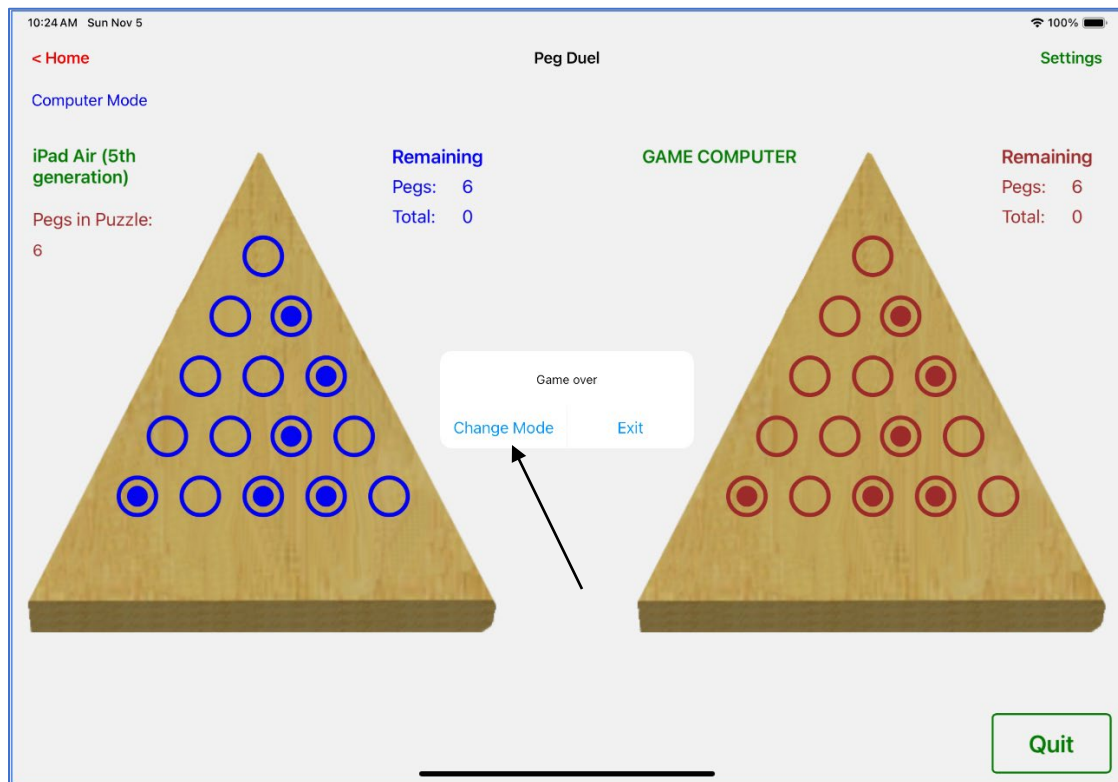 10:24 AM Sun Nov 5
100%
< Home
Peg Duel
Settings
Computer Mode
iPad Air (5th
generation)
Pegs in Puzzle:
6
Remaining
Pegs: 6
Total: 0
GAME COMPUTER
Remaining
Pegs: 6
Total: 0
Game over
Change Mode
Exit
Quit